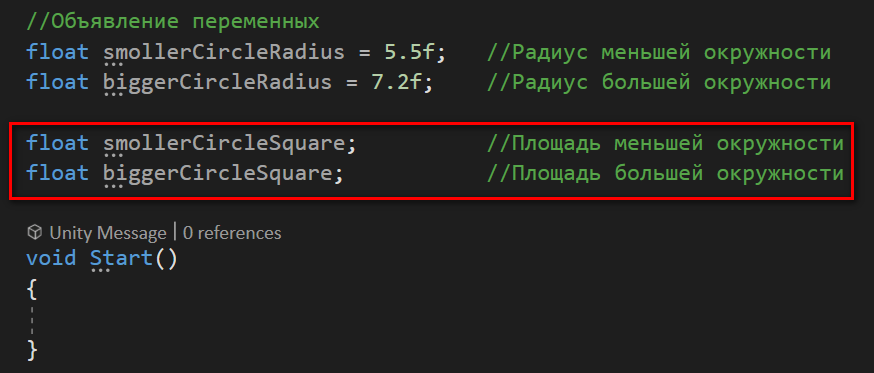 //Объявление переменных
float smollerCircleRadius = 5.5f;   //Радиус меньшей окружности
float biggerCircleRadius = 7.2f;    //Радиус большей окружности
float smollerCircleSquare;          //Площадь меньшей окружности
float biggerCircleSquare;           //Площадь большей окружности
Unity Message | 0 references
void Start()
{
}